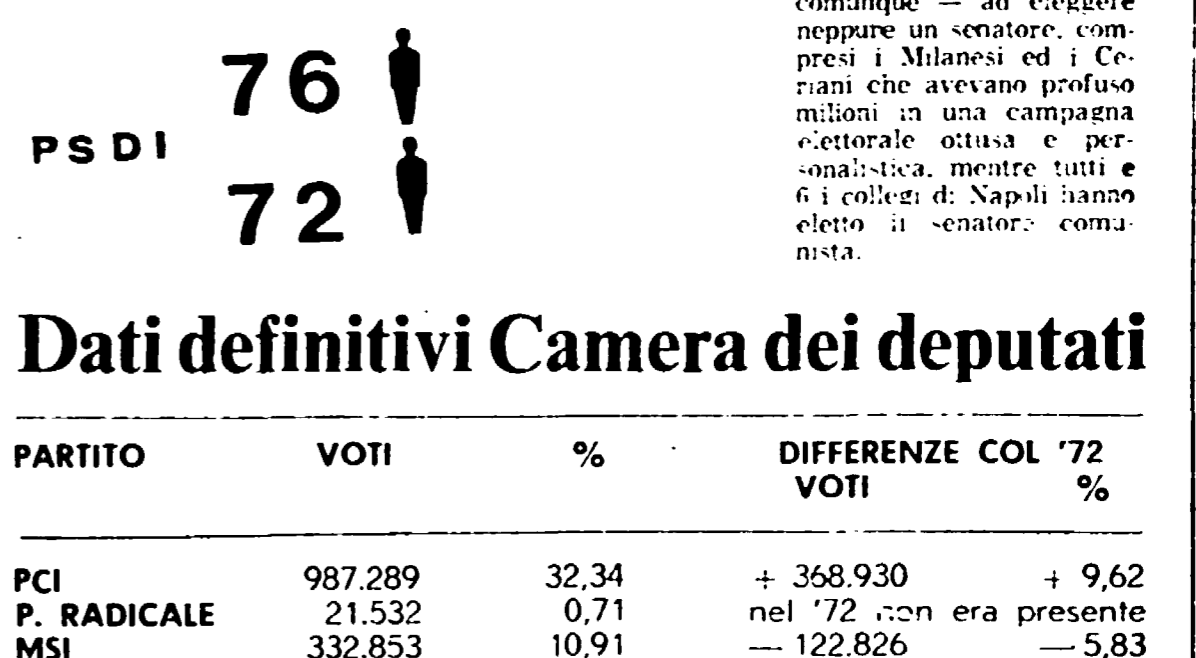 comunque — ad eleggere
neppure un senatore, com-
presi i Milanesi ed i Ce-
riani che avevano profuso
milioni in una campagna
elettorale ottusa e per-
sonalistica, mentre tutti e
6 i collegi di Napoli hanno
eletto il senatore comu-
nista.
76
PSDI
72
Dati definitivi Camera dei deputati
PARTITO VOTI % DIFFERENZE COL '72
VOTI %
PCI 987.289 32,34 + 368.930 + 9,62
P. RADICALE 21.532 0,71 nel '72 non era presente
MSI 332.853 10,91 — 122.826 — 5,83